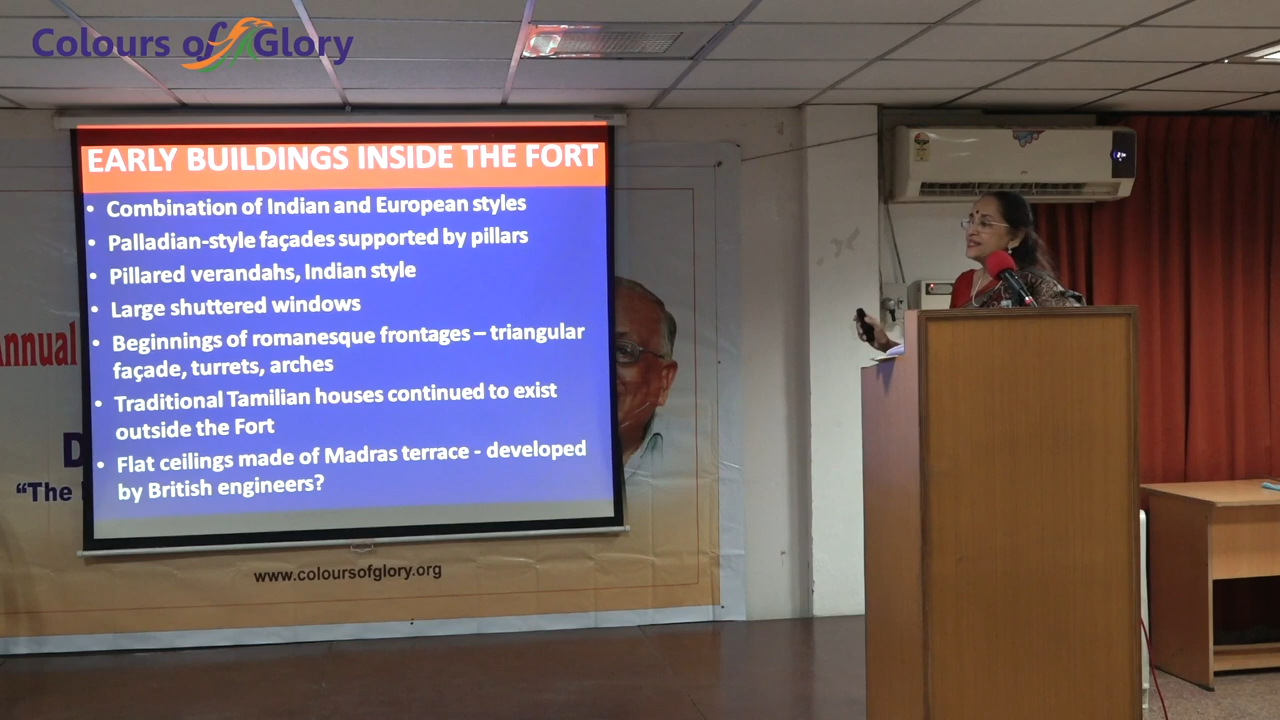 Colours of Glory
EARLY BUILDINGS INSIDE THE FORT
• Combination of Indian and European styles
• Palladian-style façades supported by pillars
• Pillared verandahs, Indian style
• Large shuttered windows
• Beginnings of romanesque frontages – triangular
façade, turrets, arches
• Traditional Tamilian houses continued to exist
outside the Fort
• Flat ceilings made of Madras terrace - developed
by British engineers?
Annual
D
“The
www.coloursofglory.org